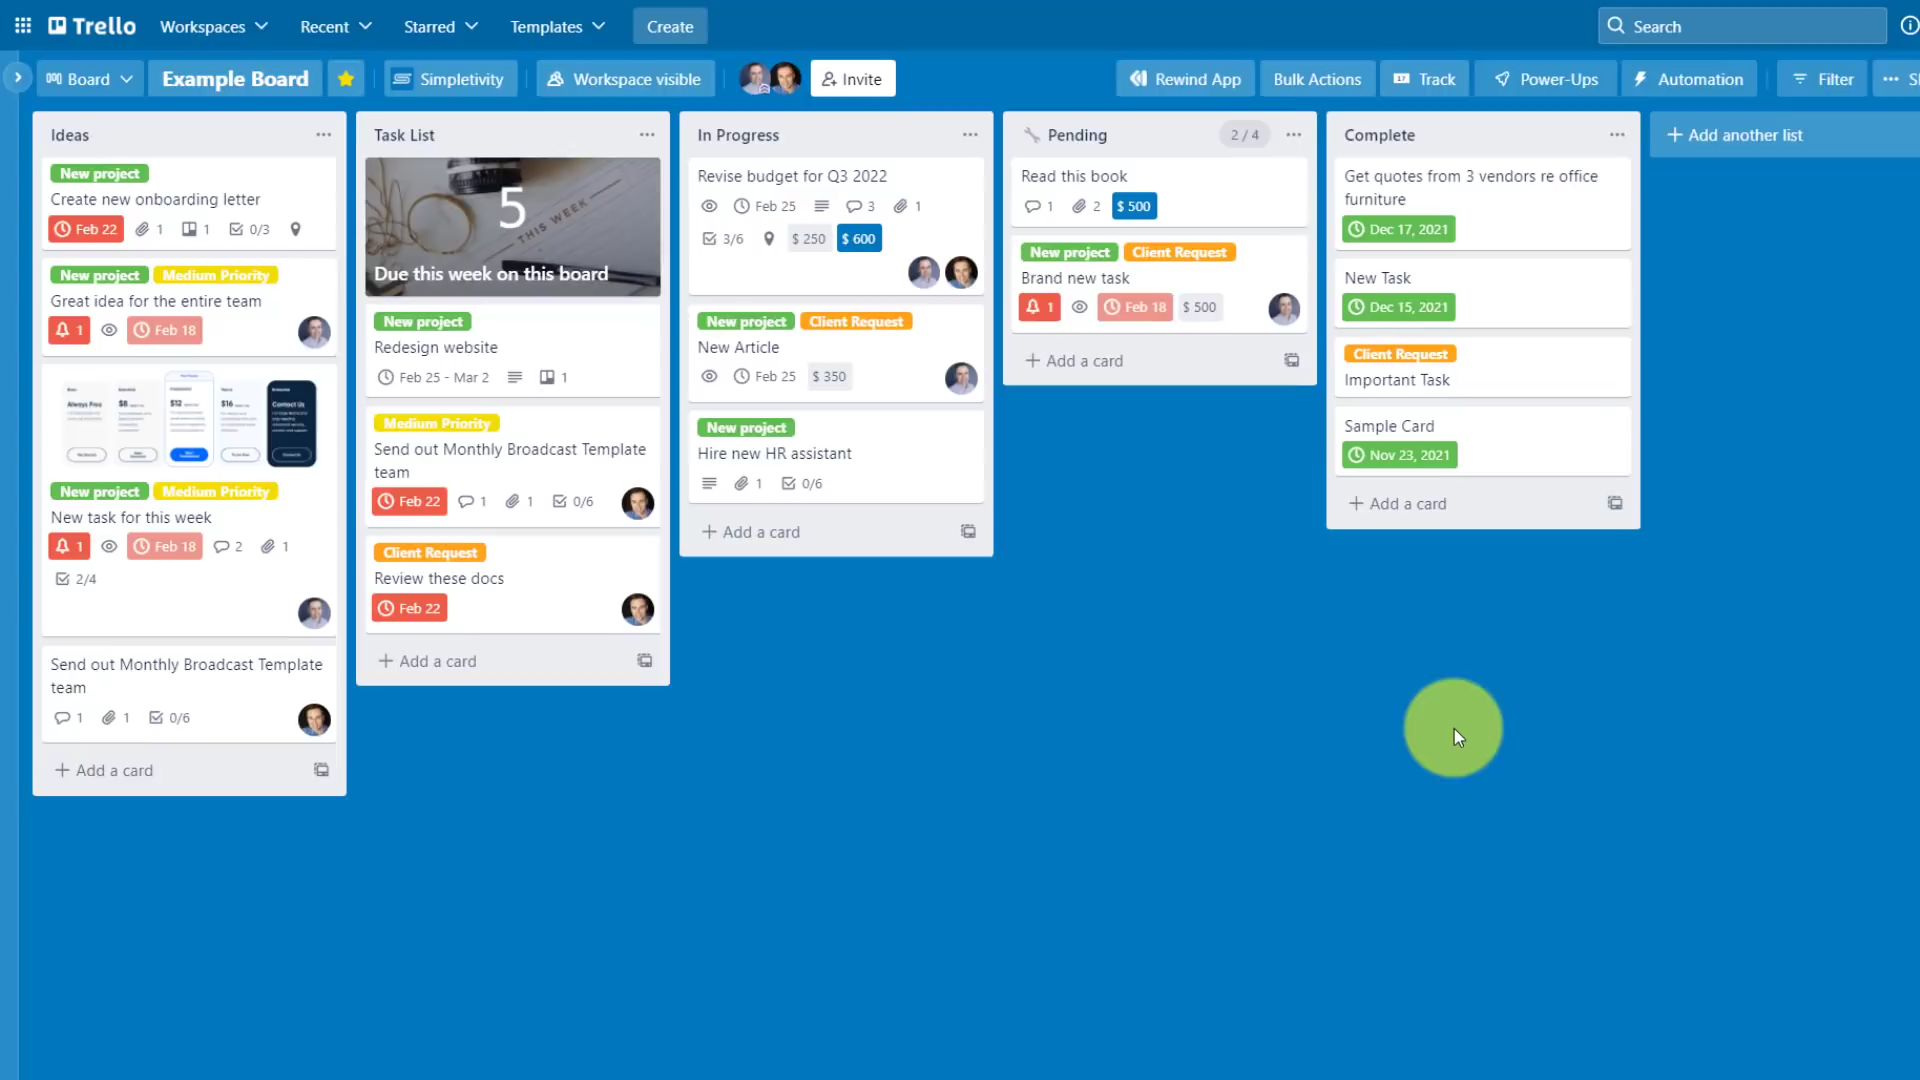 Trello
Workspaces
Recent
Starred
Templates
Create
Search
Board
Example Board
Simpletivity
Workspace visible
Invite
Rewind App
Bulk Actions
Track
Power-Ups
Automation
Filter
Ideas
New project
Create new onboarding letter
Feb 22
1
1
0/3
New project Medium Priority
Great idea for the entire team
1
Feb 18
Always Free
$8
$12
$16
Contact Us
New project Medium Priority
New task for this week
1
Feb 18
2
1
2/4
Send out Monthly Broadcast Template
team
1
1
0/6
+ Add a card
Task List
5
THIS WEEK
Due this week on this board
New project
Redesign website
Feb 25 - Mar 2
1
Medium Priority
Send out Monthly Broadcast Template
team
Feb 22
1
1
0/6
Client Request
Review these docs
Feb 22
+ Add a card
In Progress
Revise budget for Q3 2022
Feb 25
3
1
3/6
$ 250
$ 600
New project Client Request
New Article
Feb 25
$ 350
New project
Hire new HR assistant
1
0/6
+ Add a card
Pending
2 / 4
Read this book
1
2
$ 500
New project Client Request
Brand new task
1
Feb 18
$ 500
+ Add a card
Complete
Get quotes from 3 vendors re office
furniture
Dec 17, 2021
New Task
Dec 15, 2021
Client Request
Important Task
Sample Card
Nov 23, 2021
+ Add a card
+ Add another list